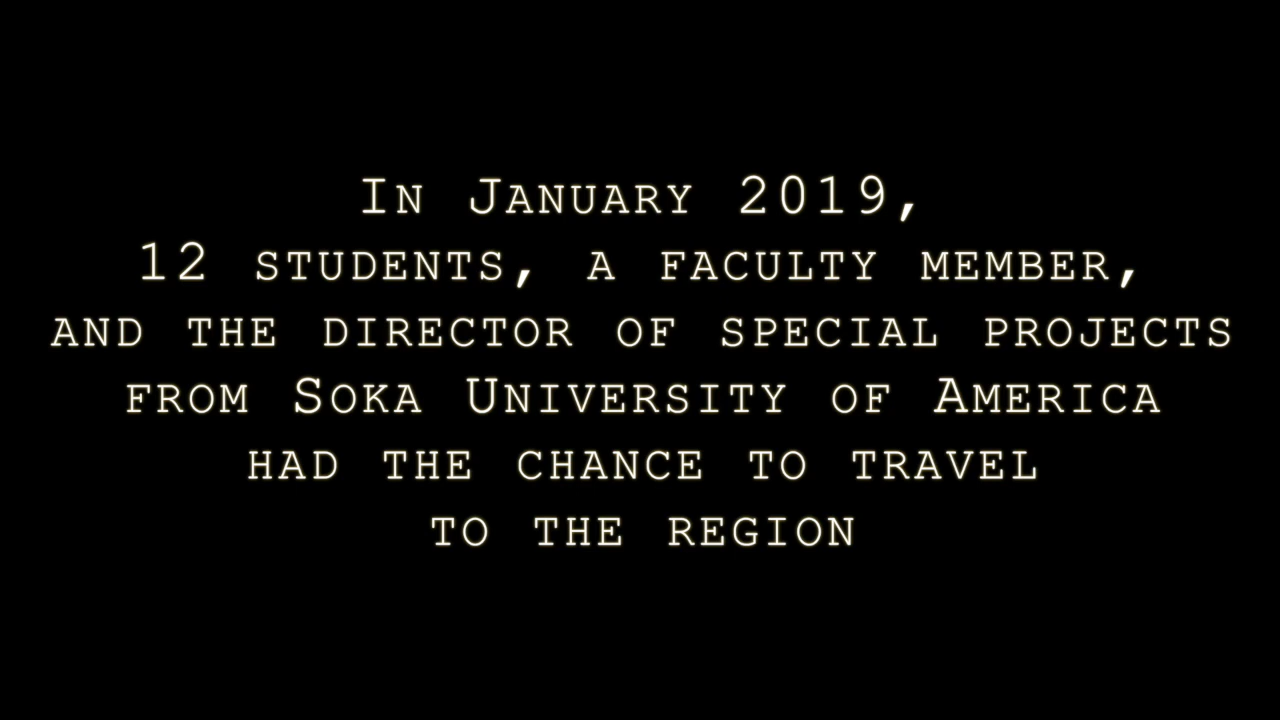 In January 2019,
12 students, a faculty member,
and the director of special projects
from Soka University of America
had the chance to travel
to the region